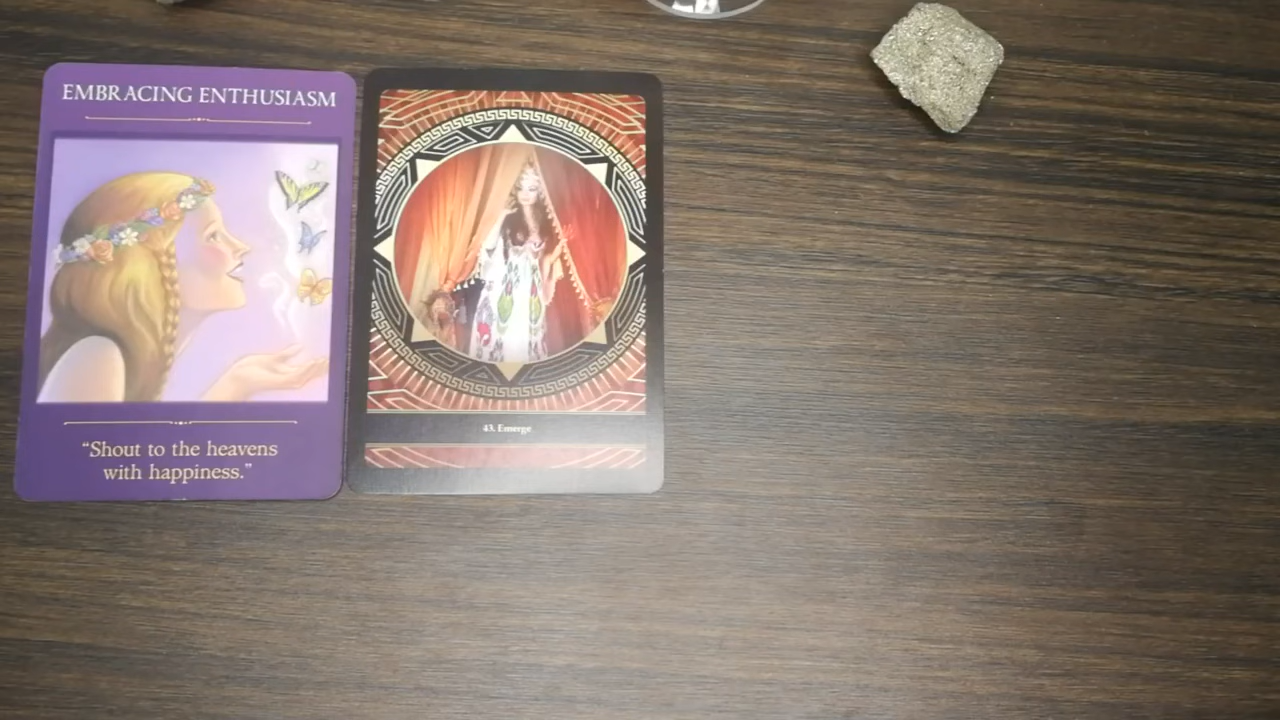 EMBRACING ENTHUSIASM
“Shout to the heavens
with happiness.”
43. Emerge